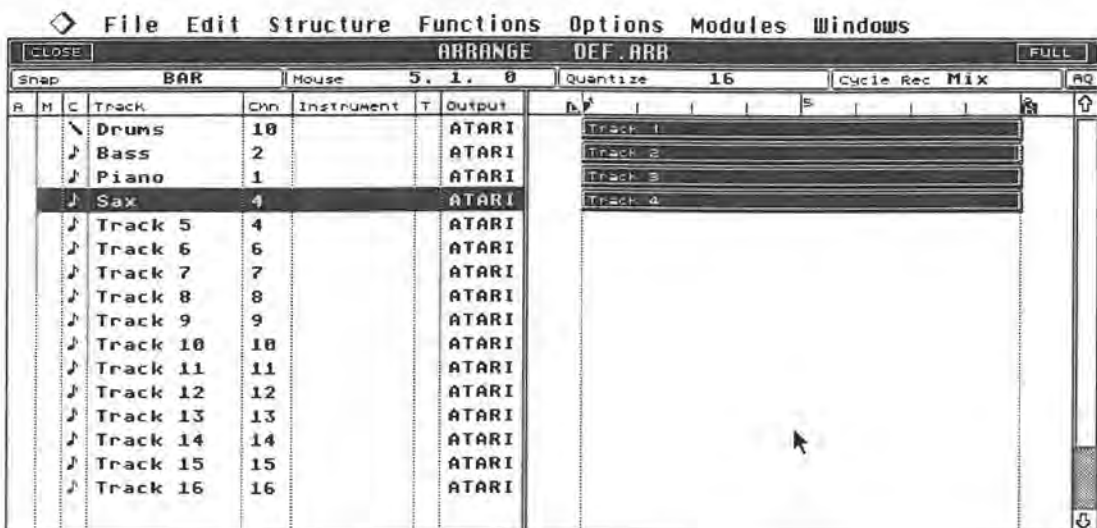 File Edit Structure Functions Options Modules Windows
CLOSE ARRANGE DEF.ARR FULL
Snap BAR Mouse 5. 1. 0 Quantize 16 Cycle Rec Mix AQ
A M C Track Chn Instrument T Output 5
Drums 10 ATARI Track 1
Bass 2 ATARI Track 2
Piano 1 ATARI Track 3
Sax 4 ATARI Track 4
Track 5 4 ATARI
Track 6 6 ATARI
Track 7 7 ATARI
Track 8 8 ATARI
Track 9 9 ATARI
Track 10 10 ATARI
Track 11 11 ATARI
Track 12 12 ATARI
Track 13 13 ATARI
Track 14 14 ATARI
Track 15 15 ATARI
Track 16 16 ATARI